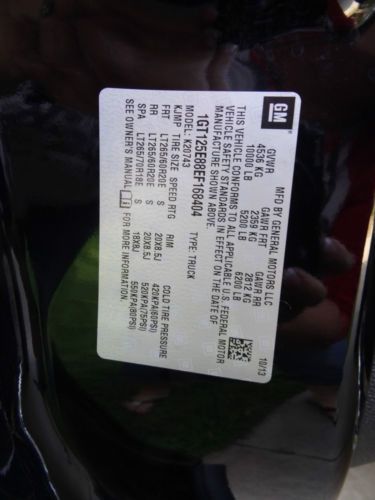 GM
MFD BY GENERAL MOTORS LLC
10/13
GVWR GAWR FRT GAWR RR
4536 KG 2359 KG 2812 KG
10000 LB 5200 LB 6200 LB
THIS VEHICLE CONFORMS TO ALL APPLICABLE U.S. FEDERAL MOTOR
VEHICLE SAFETY STANDARDS IN EFFECT ON THE DATE OF
MANUFACTURE SHOWN ABOVE.
1GT125E88EF168404 TYPE: TRUCK
MODEL: K20743
KJMP TIRE SIZE SPEED RTG RIM COLD TIRE PRESSURE
FRT LT265/60R20E S 20X8.5J 420KPA(60PSI)
RR LT265/60R20E S 20X8.5J 520KPA(75PSI)
SPA LT265/70R18E S 18X8J 550KPA(80PSI)
SEE OWNER'S MANUAL FOR MORE INFORMATION.